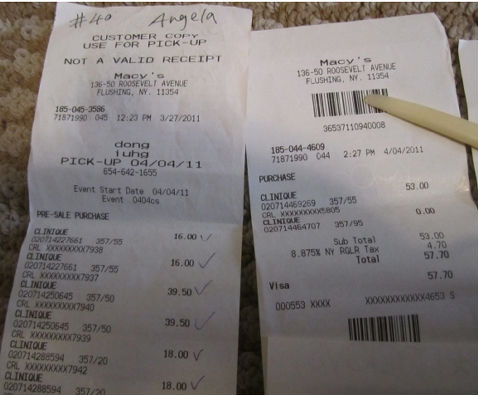 #40 Angela
CUSTOMER COPY
USE FOR PICK-UP
NOT A VALID RECEIPT
Macy's
136-50 ROOSEVELT AVENUE
FLUSHING, NY. 11354
185-045-3586
71871990 045 12:23 PM 3/27/2011
dong
iuhg
PICK-UP 04/04/11
654-642-1655
Event Start Date 04/04/11
Event 0404cs
PRE-SALE PURCHASE
CLINIQUE 16.00
020714227661 357/55
CRL XXXXXXXXX7938
CLINIQUE 16.00
020714227661 357/55
CRL XXXXXXXXX7937
CLINIQUE 39.50
020714250645 357/50
CRL XXXXXXXXX7940
CLINIQUE 39.50
020714250645 357/50
CRL XXXXXXXXX7939
CLINIQUE 18.00
020714288594 357/20
CRL XXXXXXXXX7942
CLINIQUE 18.00
020714288594 357/20
Macy's
136-50 ROOSEVELT AVENUE
FLUSHING, NY. 11354
36537110940008
185-044-4609
71871990 044 2:27 PM 4/04/2011
PURCHASE
CLINIQUE 53.00
020714469269 357/55
CRL XXXXXXXXX5805
CLINIQUE 0.00
020714464707 357/95
Sub Total 53.00
8.875% NY RGLR Tax 4.70
Total 57.70
Visa 57.70
000553 XXXX XXXXXXXXXXXX4653 S